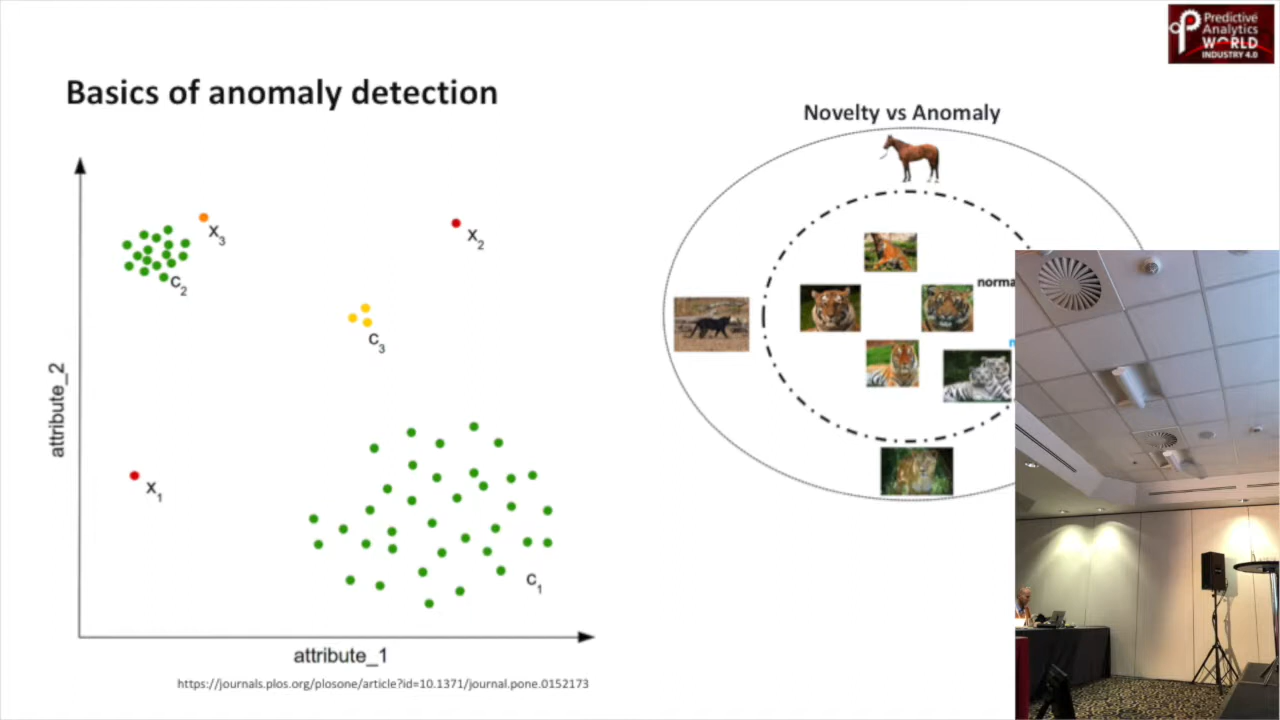 Predictive
Analytics
WORLD
INDUSTRY 4.0
Basics of anomaly detection
Novelty vs Anomaly
x3
x2
C2
C3
attribute_2
x1
C1
attribute_1
https://journals.plos.org/plosone/article?id=10.1371/journal.pone.0152173